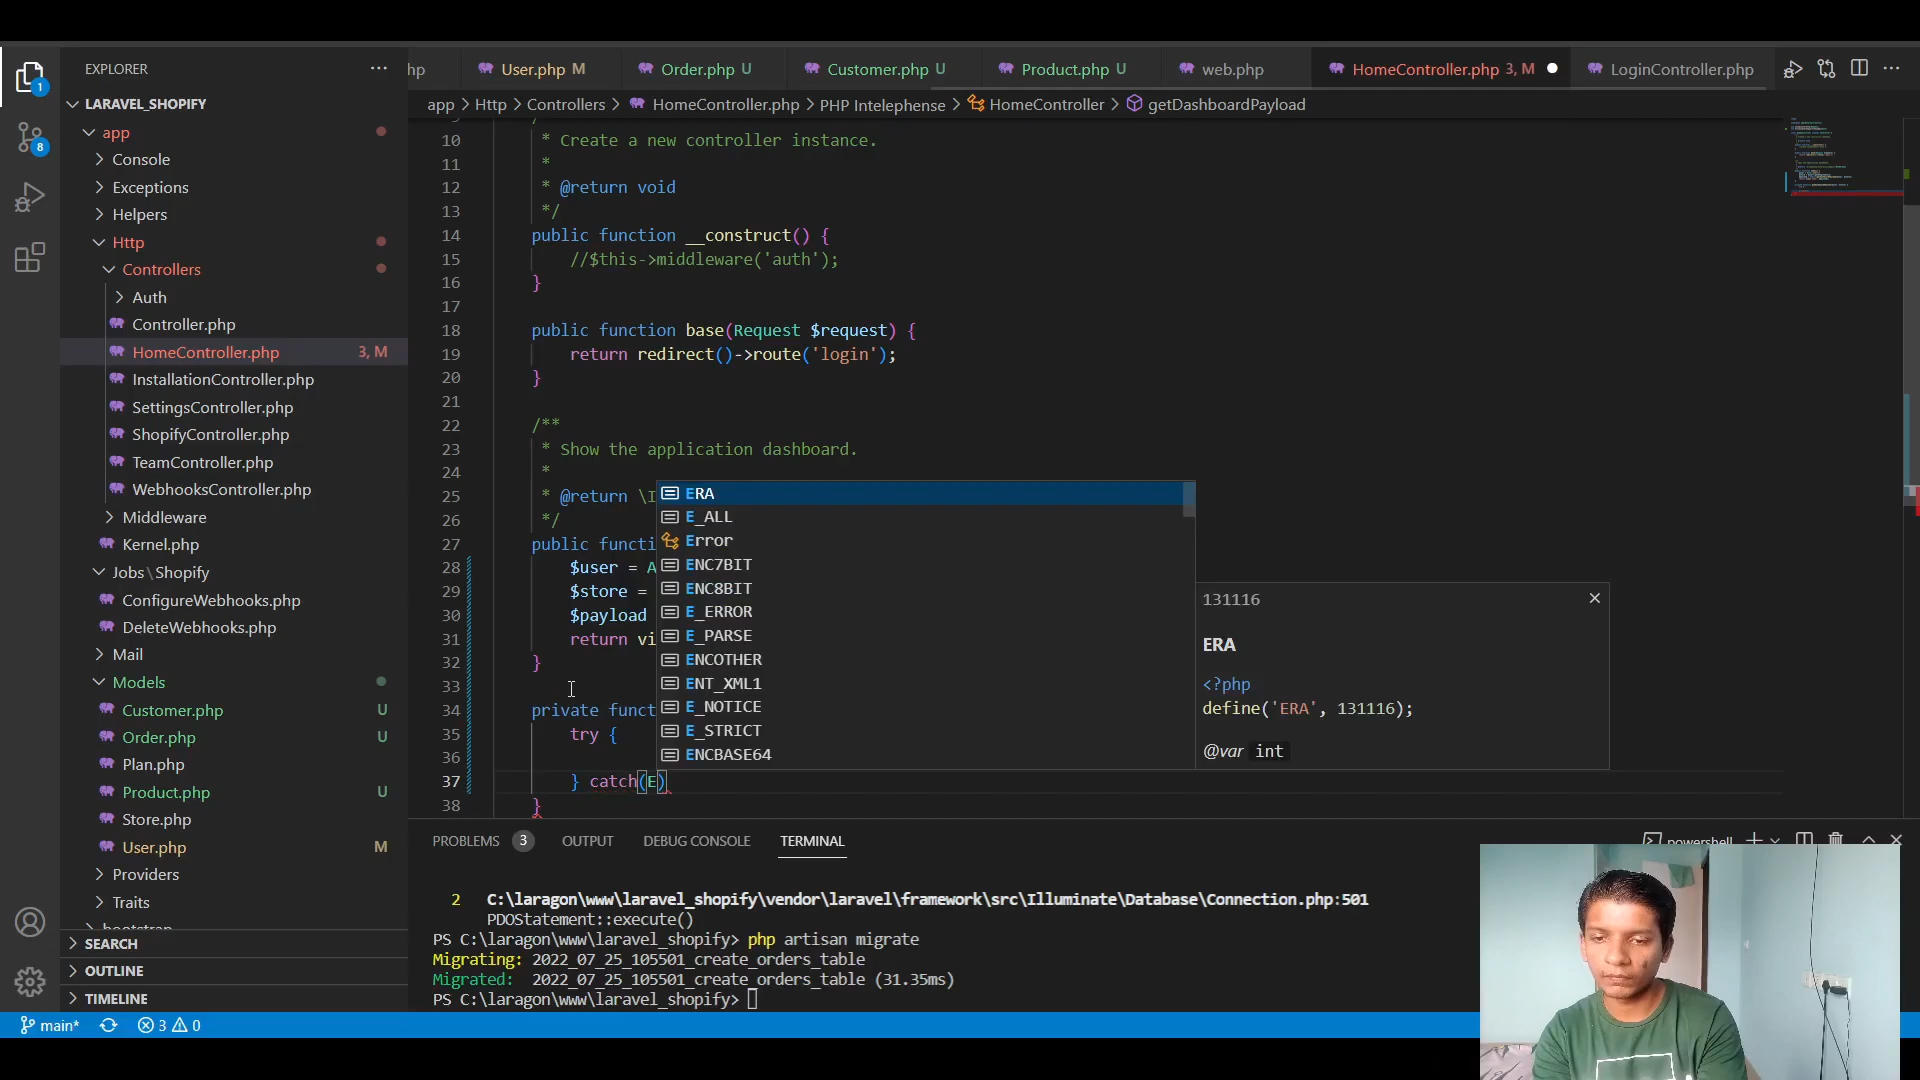 EXPLORER
LARAVEL_SHOPIFY
app
Console
Exceptions
Helpers
Http
Controllers
Auth
Controller.php
HomeController.php 3, M
InstallationController.php
SettingsController.php
ShopifyController.php
TeamController.php
WebhooksController.php
Middleware
Kernel.php
Jobs\Shopify
ConfigureWebhooks.php
DeleteWebhooks.php
Mail
Models
Customer.php U
Order.php U
Plan.php
Product.php U
Store.php
User.php M
Providers
Traits
bootstrap
SEARCH
OUTLINE
TIMELINE
1
8
hp User.php M Order.php U Customer.php U Product.php U web.php HomeController.php 3, M LoginController.php
app > Http > Controllers > HomeController.php > PHP Intelephense > HomeController > getDashboardPayload
10 * Create a new controller instance.
11 *
12 * @return void
13 */
14 public function __construct() {
15 //$this->middleware('auth');
16 }
17
18 public function base(Request $request) {
19 return redirect()->route('login');
20 }
21
22 /**
23 * Show the application dashboard.
24 *
25 * @return \I
26 */
27 public functi
28 $user = A
29 $store =
30 $payload
31 return vi
32 }
33
34 private funct
35 try {
36
37 } catch(E)
38 }
ERA
E_ALL
Error
ENC7BIT
ENC8BIT
E_ERROR
E_PARSE
ENCOTHER
ENT_XML1
E_NOTICE
E_STRICT
ENCBASE64
131116
ERA
<?php
define('ERA', 131116);
@var int
PROBLEMS 3 OUTPUT DEBUG CONSOLE TERMINAL powershell
2 C:\laragon\www\laravel_shopify\vendor\laravel\framework\src\Illuminate\Database\Connection.php:501
PDOStatement::execute()
PS C:\laragon\www\laravel_shopify> php artisan migrate
Migrating: 2022_07_25_105501_create_orders_table
Migrated: 2022_07_25_105501_create_orders_table (31.35ms)
PS C:\laragon\www\laravel_shopify>
main* 3 0